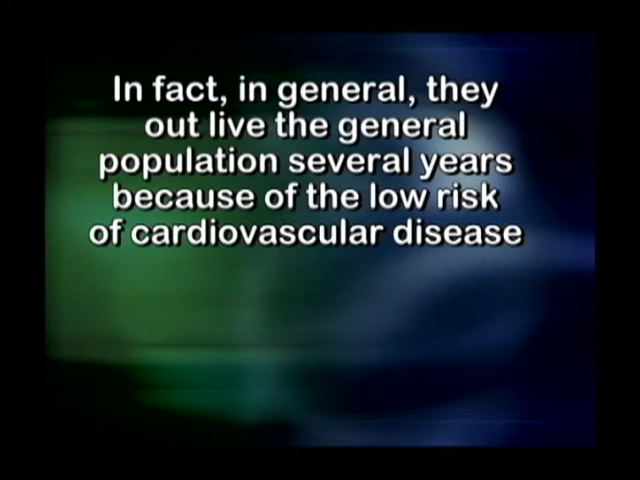 In fact, in general, they
out live the general
population several years
because of the low risk
of cardiovascular disease